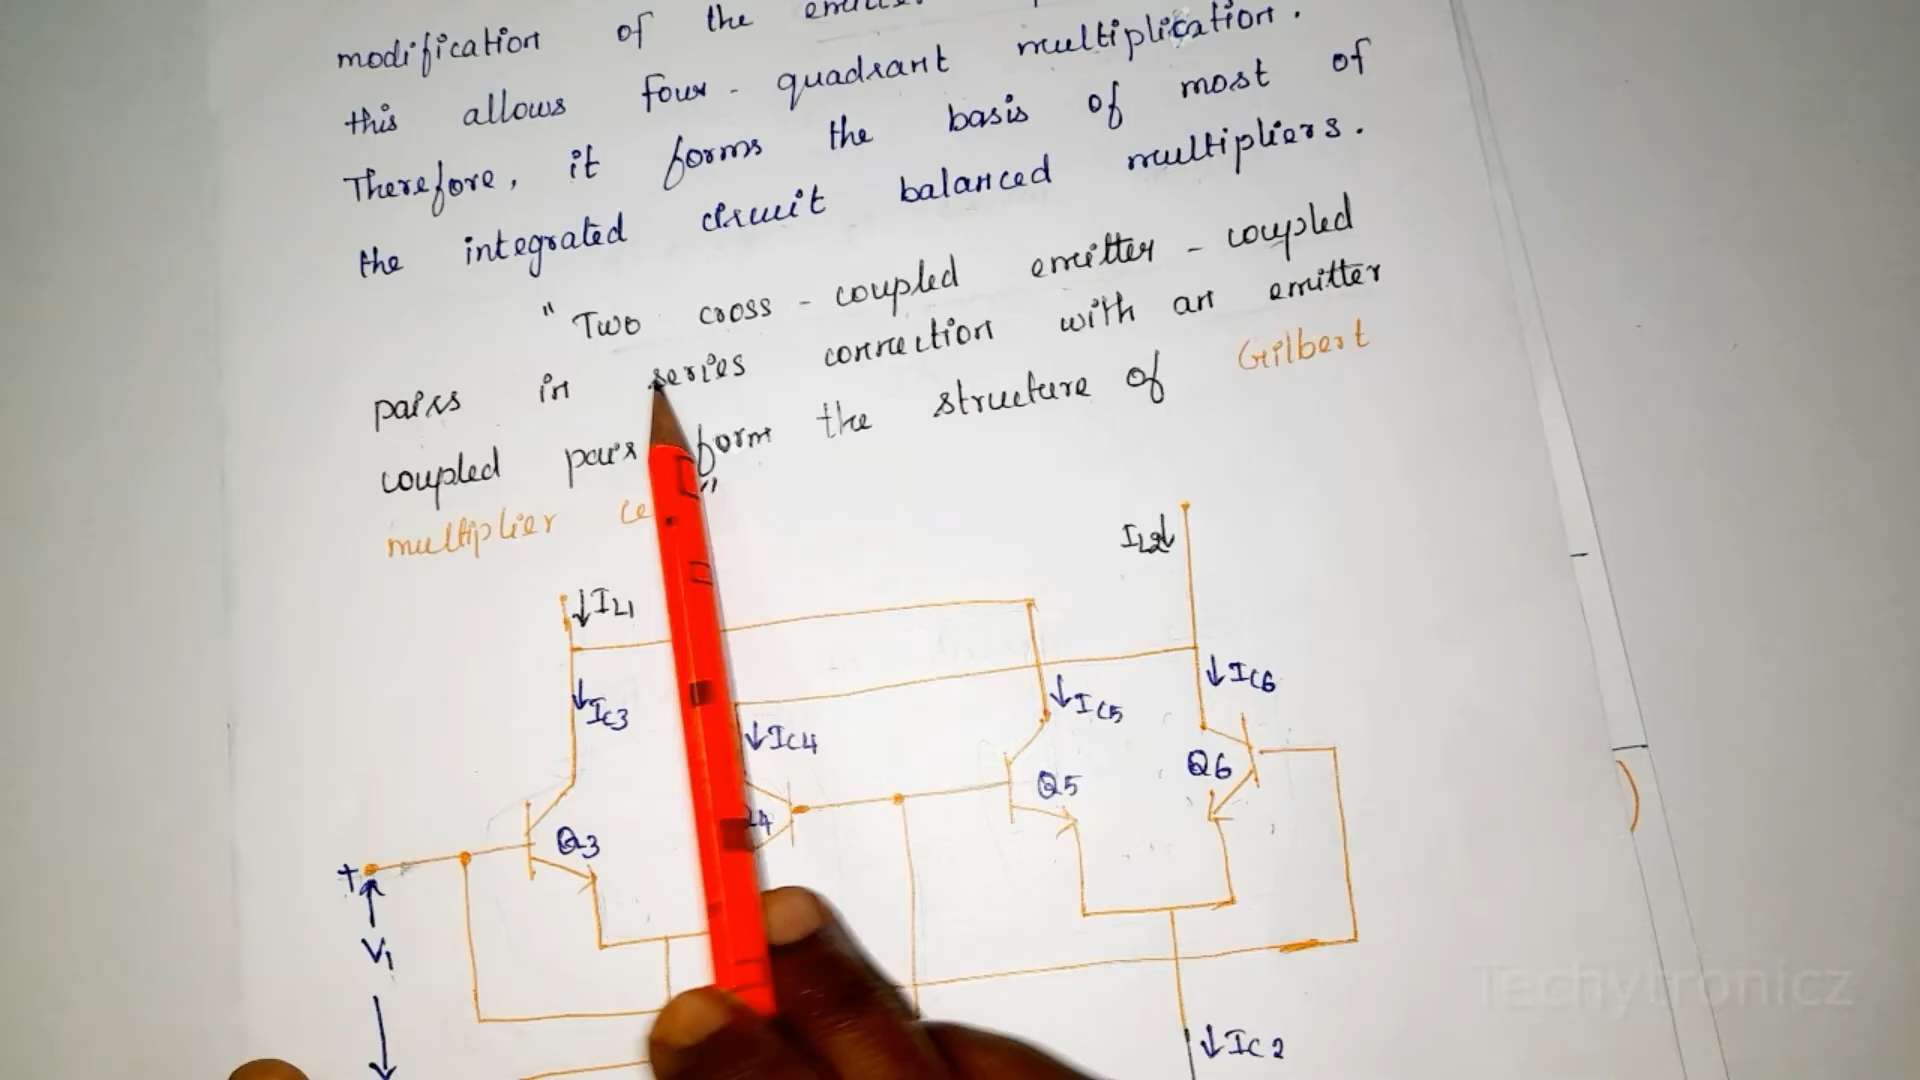 modification of the
this allows four - quadrant multiplication.
Therefore, it forms the basis of most of
the integrated circuit balanced multipliers.
"Two cross - coupled emitter - coupled
pairs in series connection with an emitter
coupled pair form the structure of Gilbert
multiplier ce "
↓IL1
IL2↓
↓IC3
↓IC4
↓IC5
↓IC6
Q3
4
Q5
Q6
+
V1
↓IC2
Techytronicz